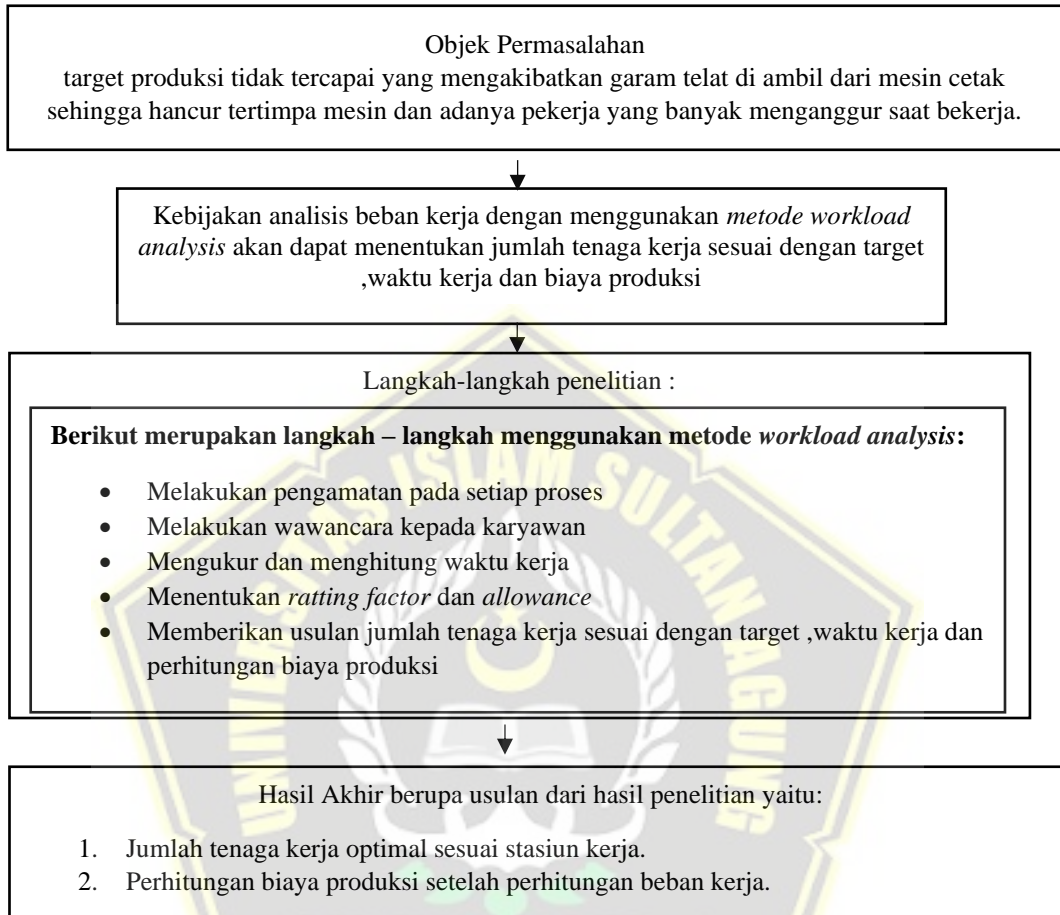 Objek Permasalahan
target produksi tidak tercapai yang mengakibatkan garam telat di ambil dari mesin cetak
sehingga hancur tertimpa mesin dan adanya pekerja yang banyak menganggur saat bekerja.
Kebijakan analisis beban kerja dengan menggunakan metode workload
analysis akan dapat menentukan jumlah tenaga kerja sesuai dengan target
,waktu kerja dan biaya produksi
Langkah-langkah penelitian :
Berikut merupakan langkah – langkah menggunakan metode workload analysis:
• Melakukan pengamatan pada setiap proses
• Melakukan wawancara kepada karyawan
• Mengukur dan menghitung waktu kerja
• Menentukan ratting factor dan allowance
• Memberikan usulan jumlah tenaga kerja sesuai dengan target ,waktu kerja dan
perhitungan biaya produksi
Hasil Akhir berupa usulan dari hasil penelitian yaitu:
1. Jumlah tenaga kerja optimal sesuai stasiun kerja.
2. Perhitungan biaya produksi setelah perhitungan beban kerja.
UNIVERSITAS ISLAM SULTAN AGUNG